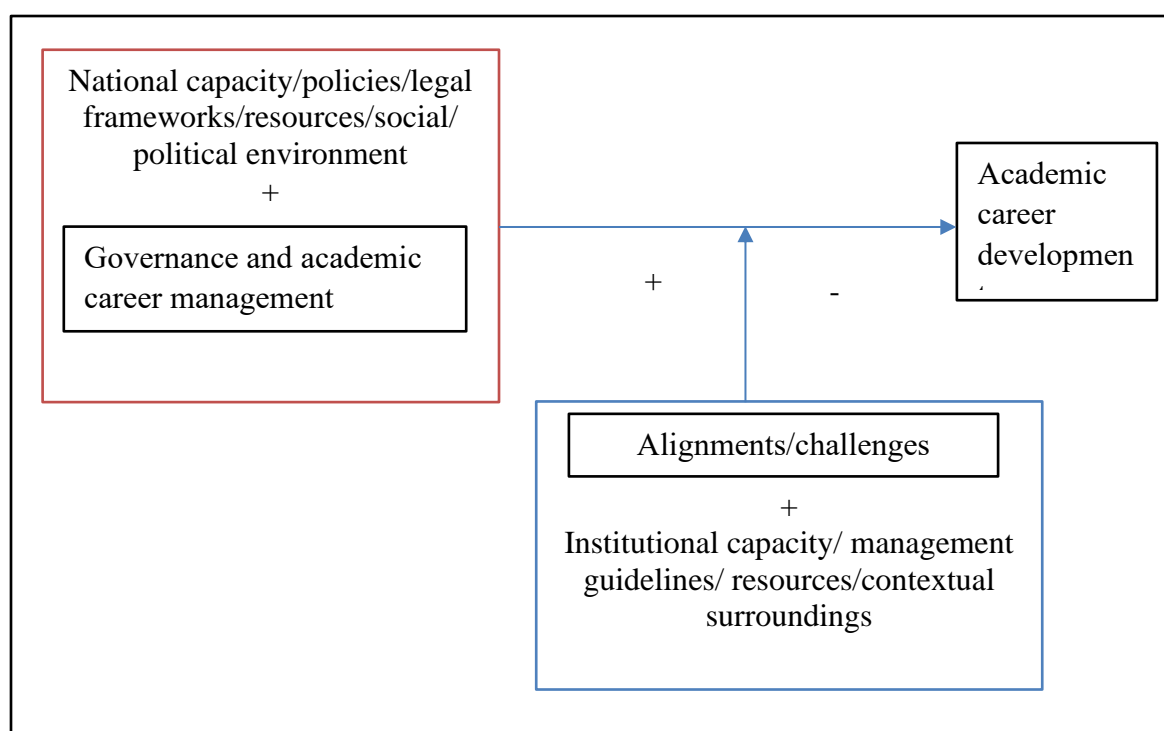 National capacity/policies/legal
frameworks/resources/social/
political environment
+
Governance and academic
career management
Academic
career
developmen
+
-
Alignments/challenges
+
Institutional capacity/ management
guidelines/ resources/contextual
surroundings